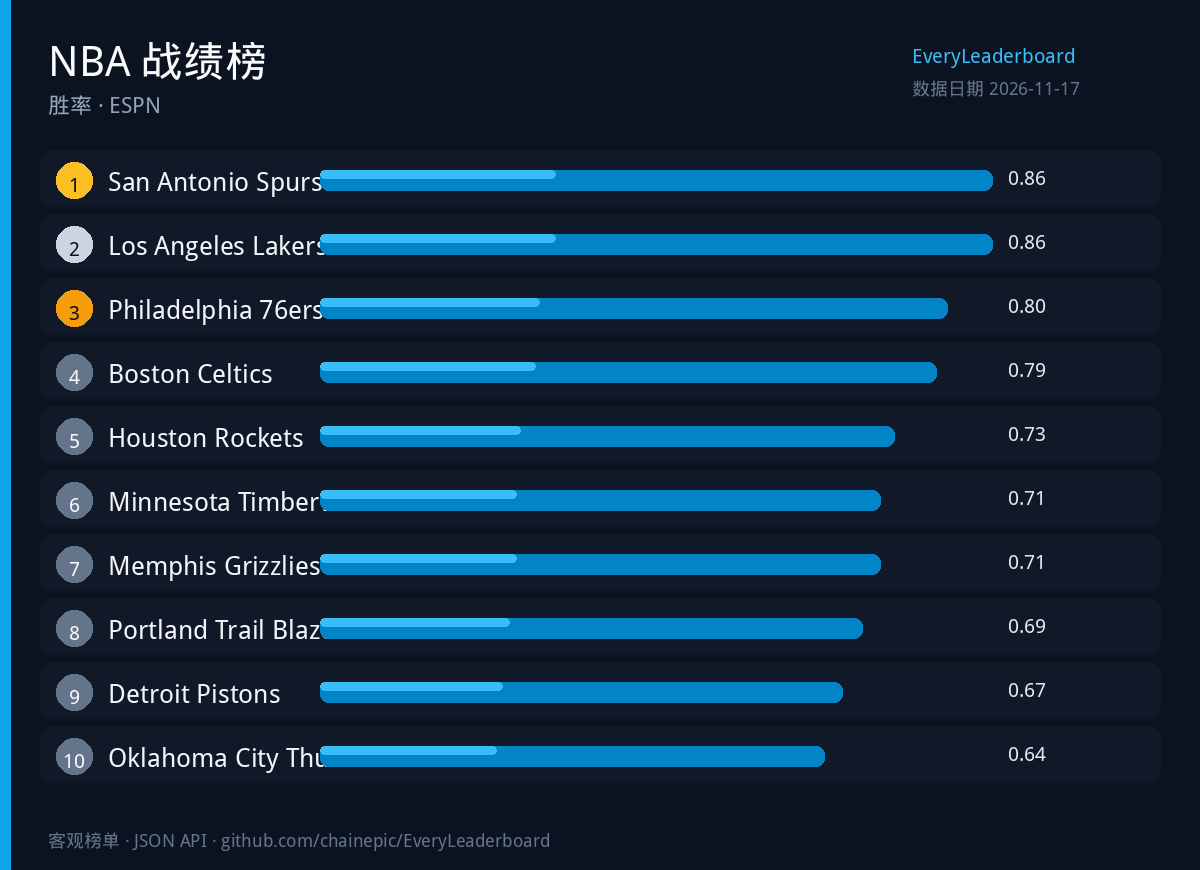 NBA 战绩榜
胜率 · ESPN
EveryLeaderboard
数据日期 2026-11-17
1 San Antonio Spurs 0.86
2 Los Angeles Lakers 0.86
3 Philadelphia 76ers 0.80
4 Boston Celtics 0.79
5 Houston Rockets 0.73
6 Minnesota Timber 0.71
7 Memphis Grizzlies 0.71
8 Portland Trail Blaz 0.69
9 Detroit Pistons 0.67
10 Oklahoma City Thu 0.64
客观榜单 · JSON API · github.com/chainepic/EveryLeaderboard